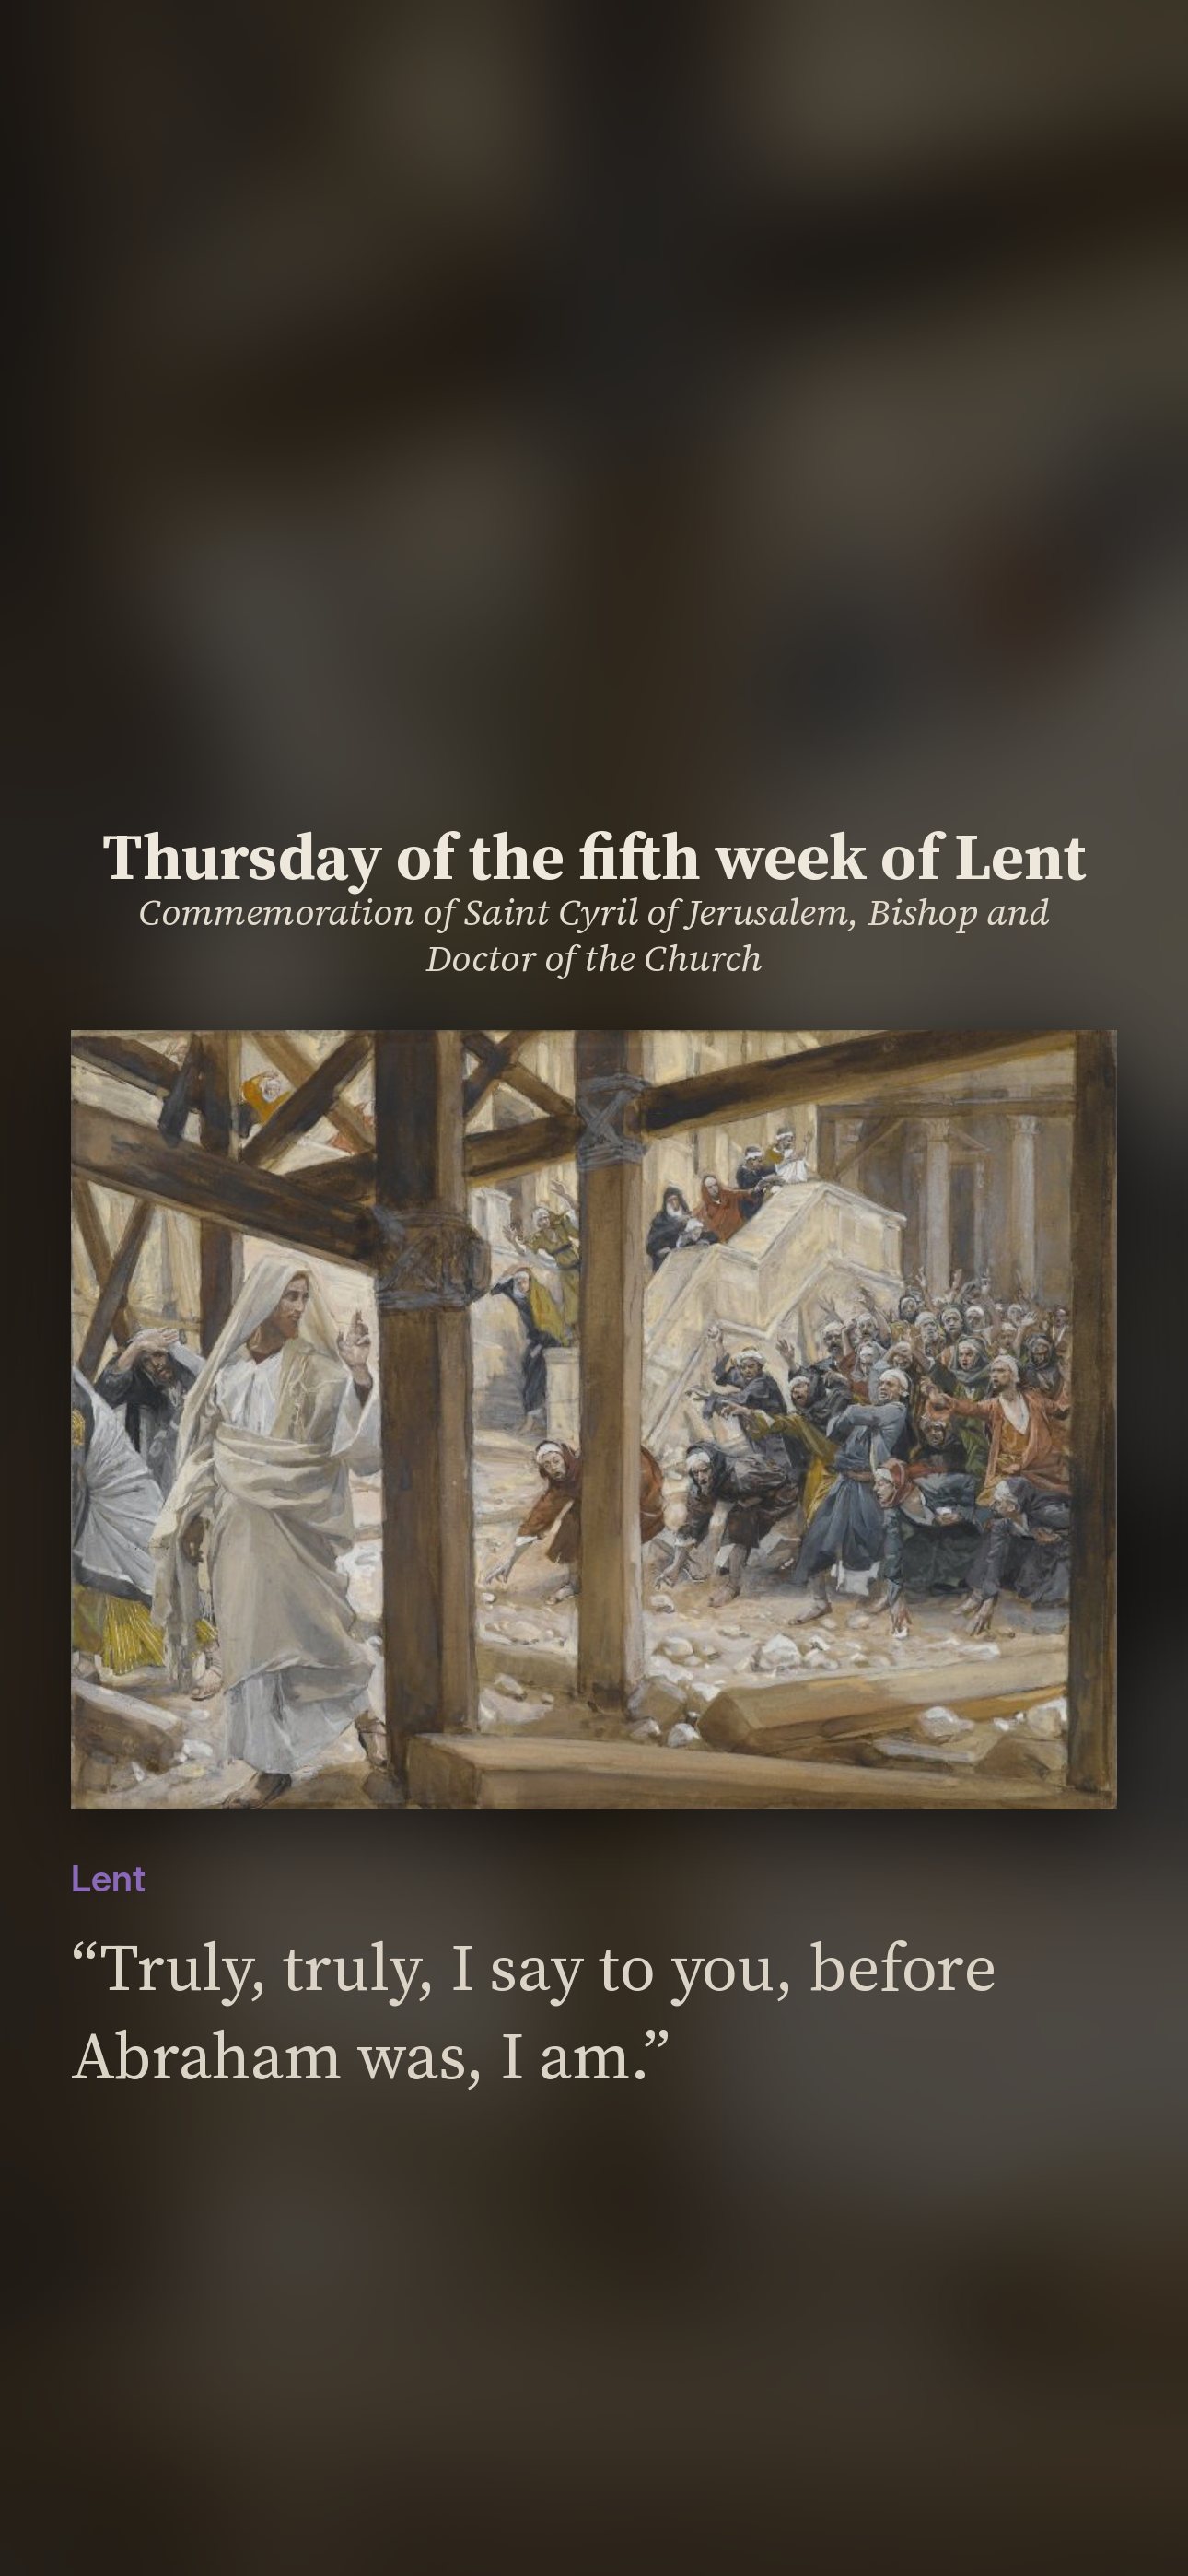 Thursday of the fifth week of Lent
Commemoration of Saint Cyril of Jerusalem, Bishop and
Doctor of the Church
Lent
“Truly, truly, I say to you, before
Abraham was, I am.”